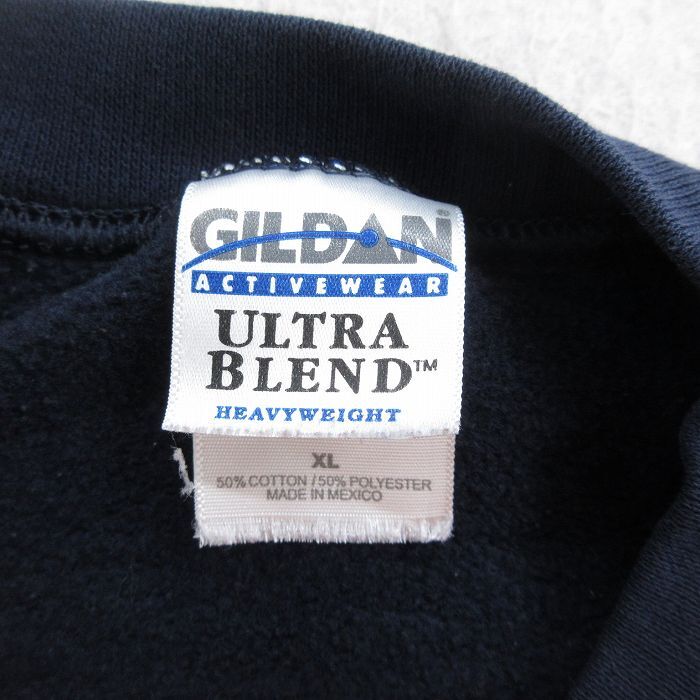 GILDAN®
ACTIVEWEAR
ULTRA
BLEND™
HEAVYWEIGHT
XL
50% COTTON / 50% POLYESTER
MADE IN MEXICO